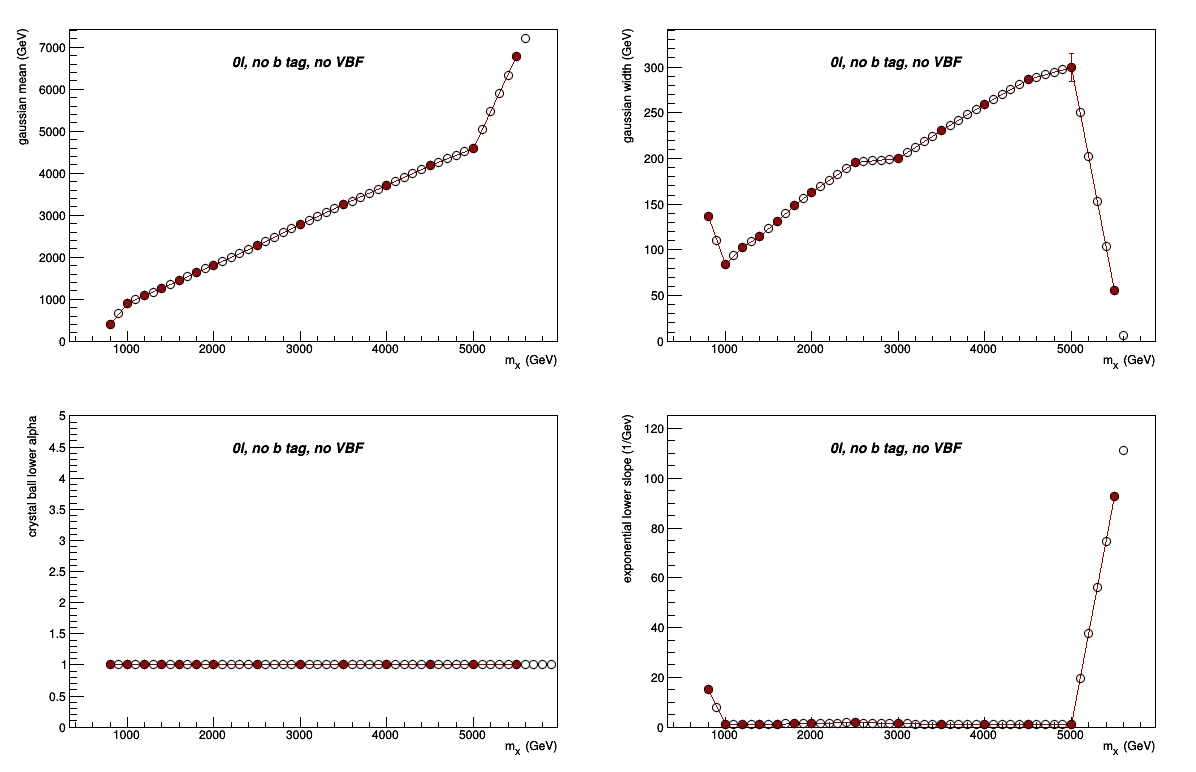 gaussian mean (GeV)
0l, no b tag, no VBF
7000
6000
5000
4000
3000
2000
1000
0
1000 2000 3000 4000 5000
mx (GeV)
gaussian width (GeV)
0l, no b tag, no VBF
300
250
200
150
100
50
0
1000 2000 3000 4000 5000
mx (GeV)
crystal ball lower alpha
0l, no b tag, no VBF
5
4.5
4
3.5
3
2.5
2
1.5
1
0.5
0
1000 2000 3000 4000 5000
mx (GeV)
exponential lower slope (1/Gev)
0l, no b tag, no VBF
120
100
80
60
40
20
0
1000 2000 3000 4000 5000
mx (GeV)